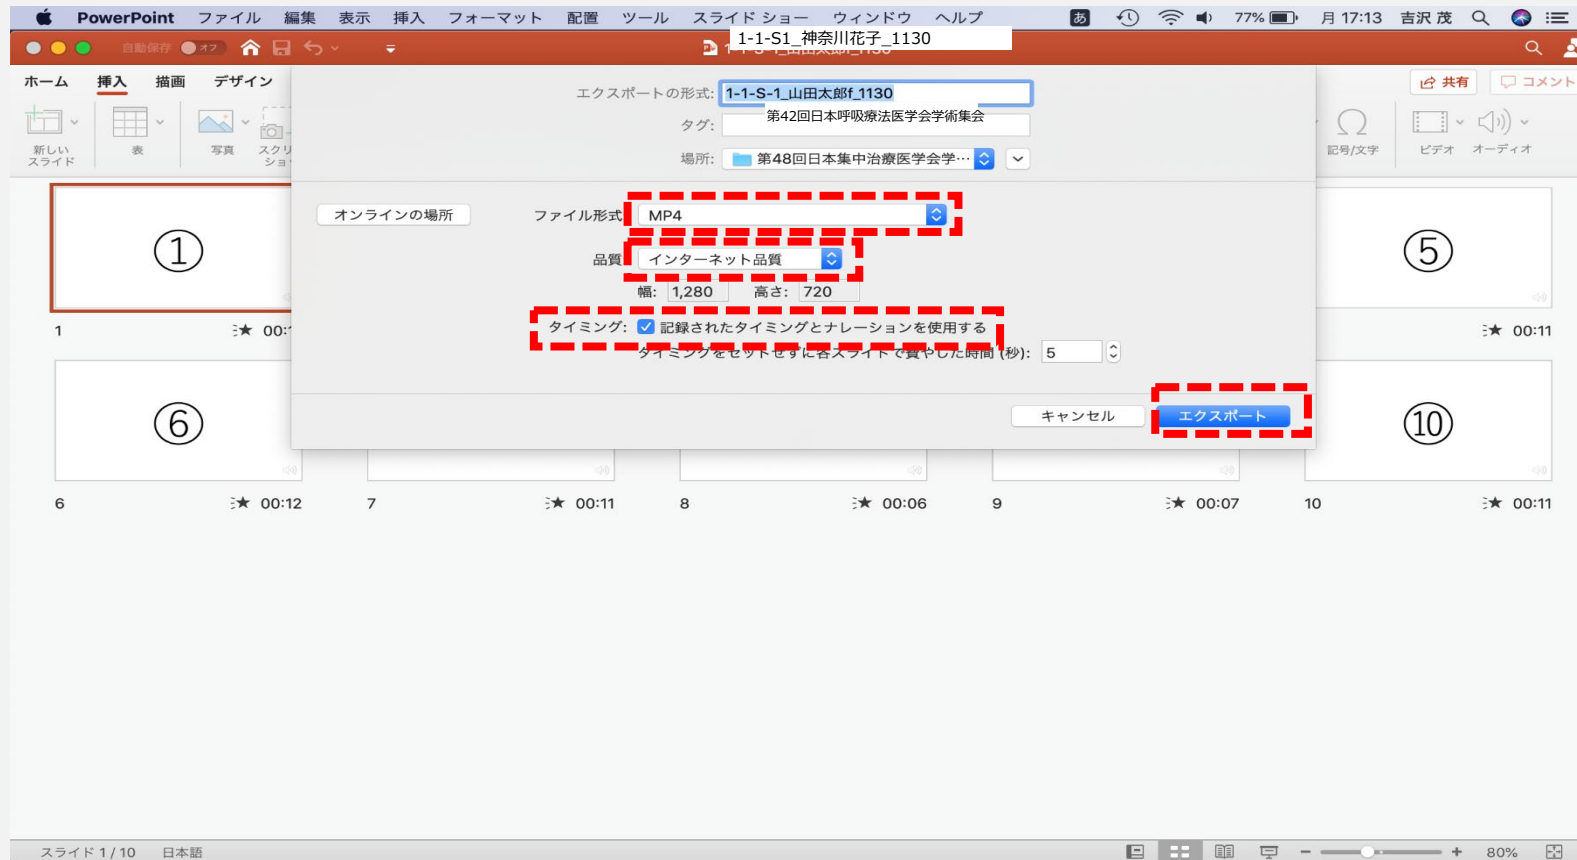 PowerPoint ファイル 編集 表示 挿入 フォーマット 配置 ツール スライド ショー ウィンドウ ヘルプ あ 77% 月 17:13 吉沢 茂
自動保存 オフ
1-1-S1_神奈川花子_1130
ホーム 挿入 描画 デザイン
共有 コメント
新しい
スライド
表
写真
記号/文字
ビデオ
オーディオ
エクスポートの形式: 1-1-S-1_山田太郎f_1130
第42回日本呼吸療法医学会学術集会
タグ:
場所: 第48回日本集中治療医学会学…
オンラインの場所
ファイル形式 MP4
品質 インターネット品質
幅: 1,280 高さ: 720
タイミング: 記録されたタイミングとナレーションを使用する
タイミングをセットせずに各スライドで費やした時間 (秒): 5
キャンセル エクスポート
①
⑤
1
00:11
⑥
⑩
6 00:12 7 00:11 8 00:06 9 00:07 10 00:11
スライド 1 / 10 日本語 80%